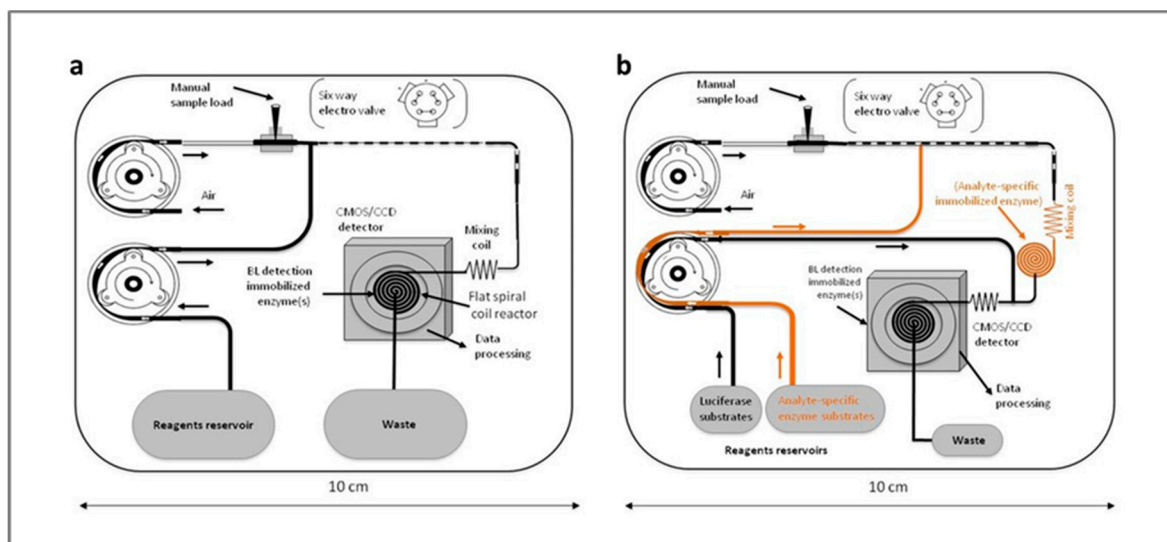 a
Manual
sample load
Six way
electro valve
Air
CMOS/CCD
detector
Mixing
coil
BL detection
immobilized
enzyme(s)
Flat spiral
coil reactor
Data
processing
Reagents reservoir
Waste
10 cm
b
Manual
sample load
Six way
electro valve
Air
(Analyte-specific
immobilized enzyme)
Mixing coil
BL detection
immobilized
enzyme(s)
CMOS/CCD
detector
Data
processing
Luciferase
substrates
Analyte-specific
enzyme substrates
Waste
Reagents reservoirs
10 cm